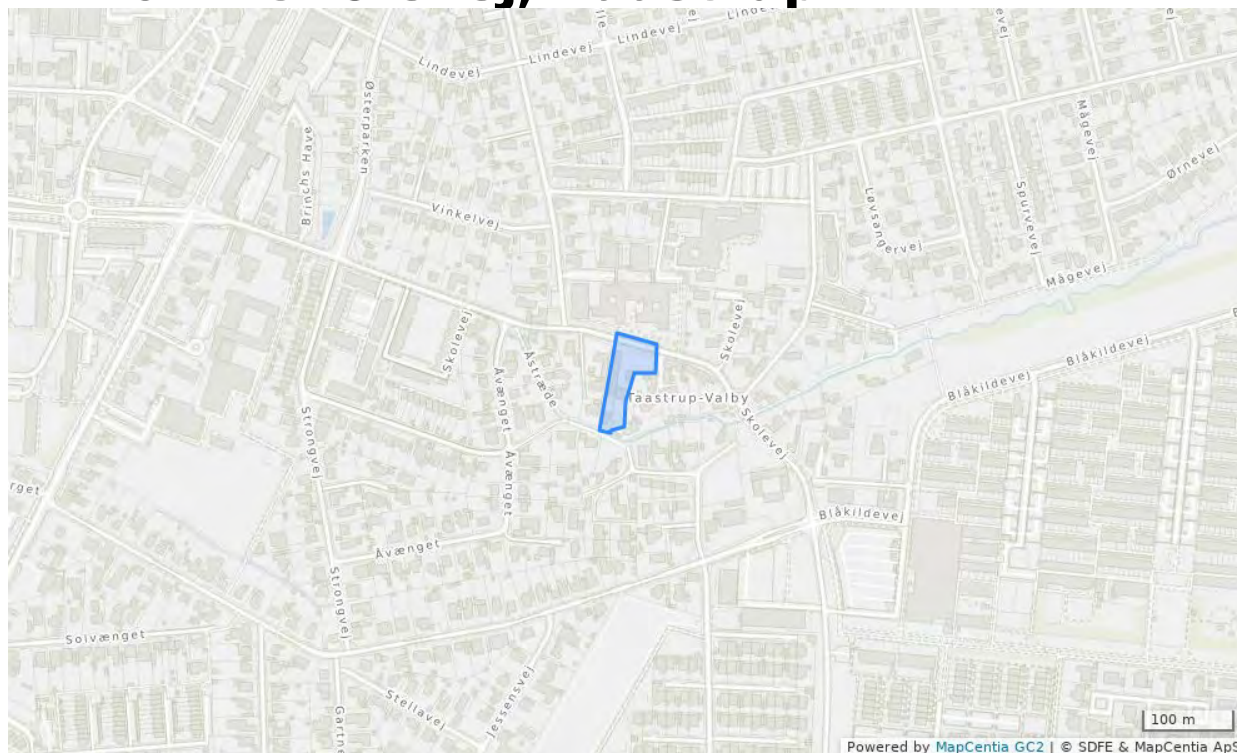 Lindevej
Lindevej
Lindevej
Østerparken
Brinchs Have
Vinkelvej
Mågevej
Ørnevej
Spurvevej
Løvsangervej
Mågevej
Skolevej
Skolevej
Åstræde
Åvænget
Taastrup-Valby
Blåkildevej
Blåkildevej
Strongvej
Åvænget
Skolevej
Blåkildevej
Åvænget
Strongvej
Solvænget
Stellavej
Jessensvej
100 m
Powered by MapCentia GC2 | © SDFE & MapCentia ApS